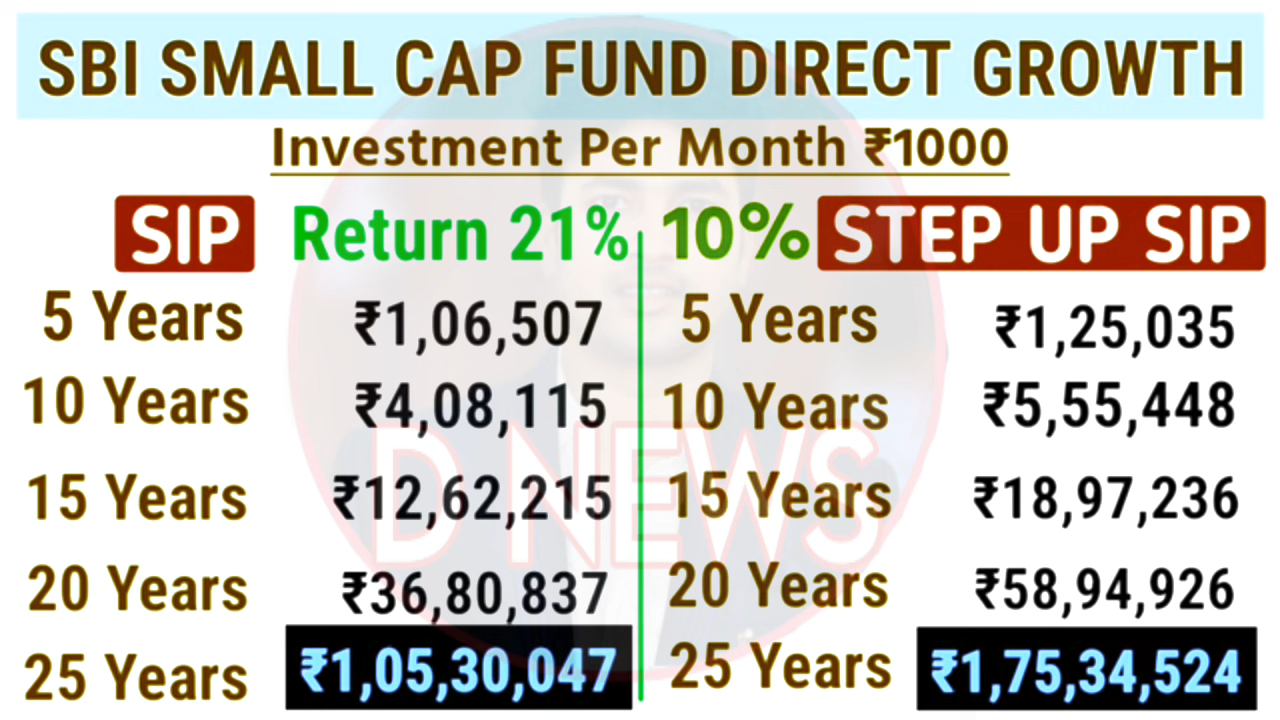 SBI SMALL CAP FUND DIRECT GROWTH
Investment Per Month ₹1000
SIP Return 21% 10% STEP UP SIP
5 Years ₹1,06,507 5 Years ₹1,25,035
10 Years ₹4,08,115 10 Years ₹5,55,448
D NEWS
15 Years ₹12,62,215 15 Years ₹18,97,236
20 Years ₹36,80,837 20 Years ₹58,94,926
25 Years ₹1,05,30,047 25 Years ₹1,75,34,524